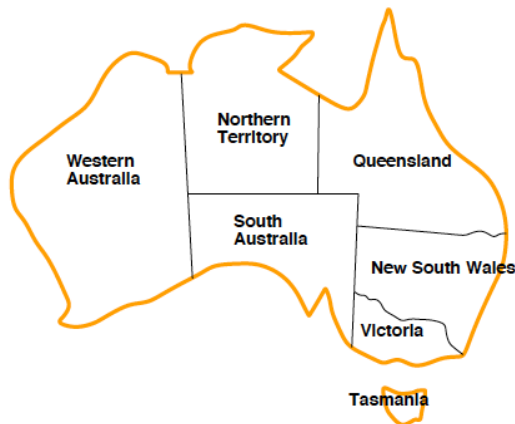 Northern
Territory
Western
Australia
Queensland
South
Australia
New South Wales
Victoria
Tasmania